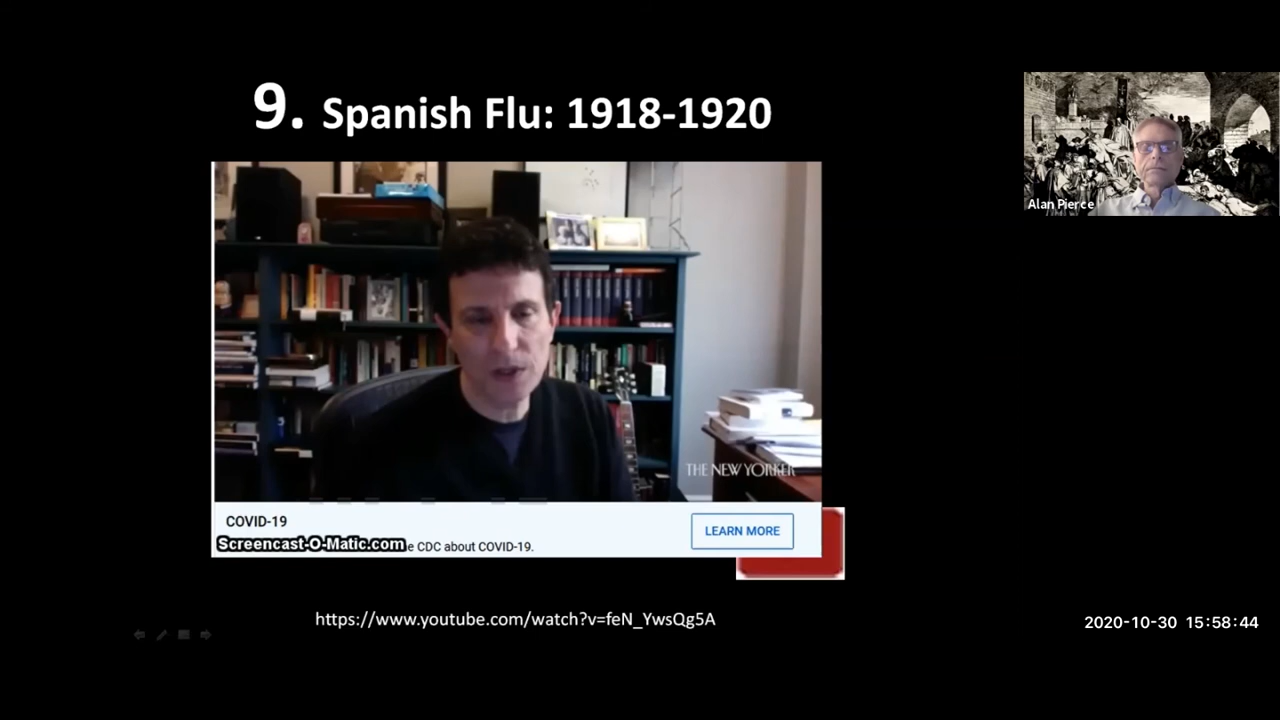 9. Spanish Flu: 1918-1920
Alan Pierce
THE NEW YORKER
COVID-19
LEARN MORE
Screencast-O-Matic.com
CDC about COVID-19.
https://www.youtube.com/watch?v=feN_YwsQg5A
2020-10-30 15:58:44